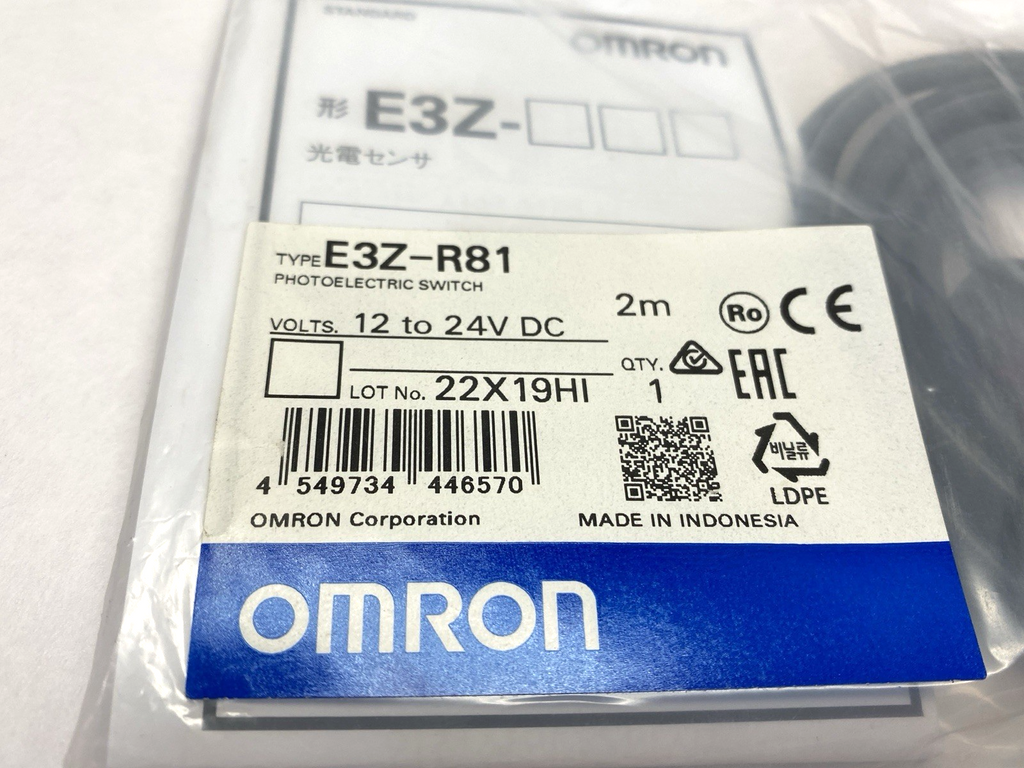 STANDARD
OMRON
形 E3Z-□□□
光電センサ
TYPE E3Z-R81
PHOTOELECTRIC SWITCH
2m
Ro CE
VOLTS. 12 to 24V DC
QTY. 1
EAC
LOT No. 22X19HI
4 549734 446570
비닐류
LDPE
OMRON Corporation
MADE IN INDONESIA
OMRON